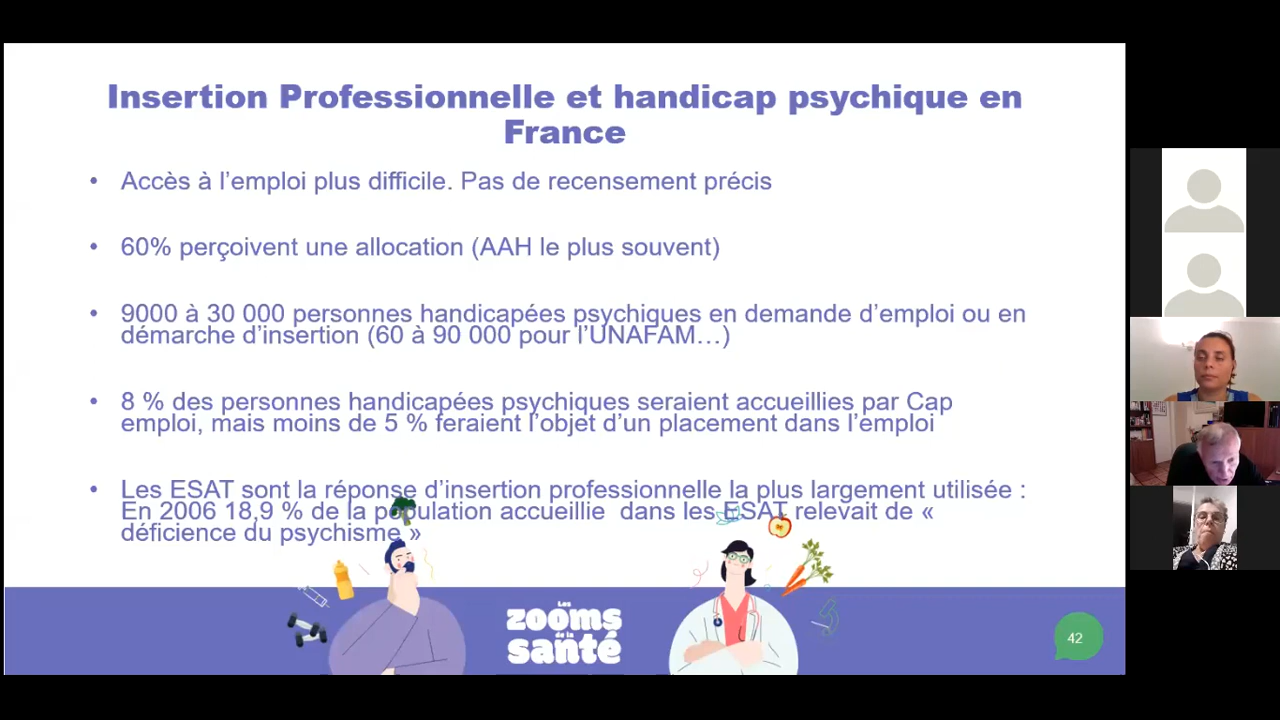 Insertion Professionnelle et handicap psychique en
France
• Accès à l’emploi plus difficile. Pas de recensement précis
• 60% perçoivent une allocation (AAH le plus souvent)
• 9000 à 30 000 personnes handicapées psychiques en demande d’emploi ou en
démarche d’insertion (60 à 90 000 pour l’UNAFAM…)
• 8 % des personnes handicapées psychiques seraient accueillies par Cap
emploi, mais moins de 5 % feraient l’objet d’un placement dans l’emploi
• Les ESAT sont la réponse d’insertion professionnelle la plus largement utilisée :
En 2006 18,9 % de la population accueillie  dans les ESAT relevait de «
déficience du psychisme »
Les
zooms
de la
santé
42